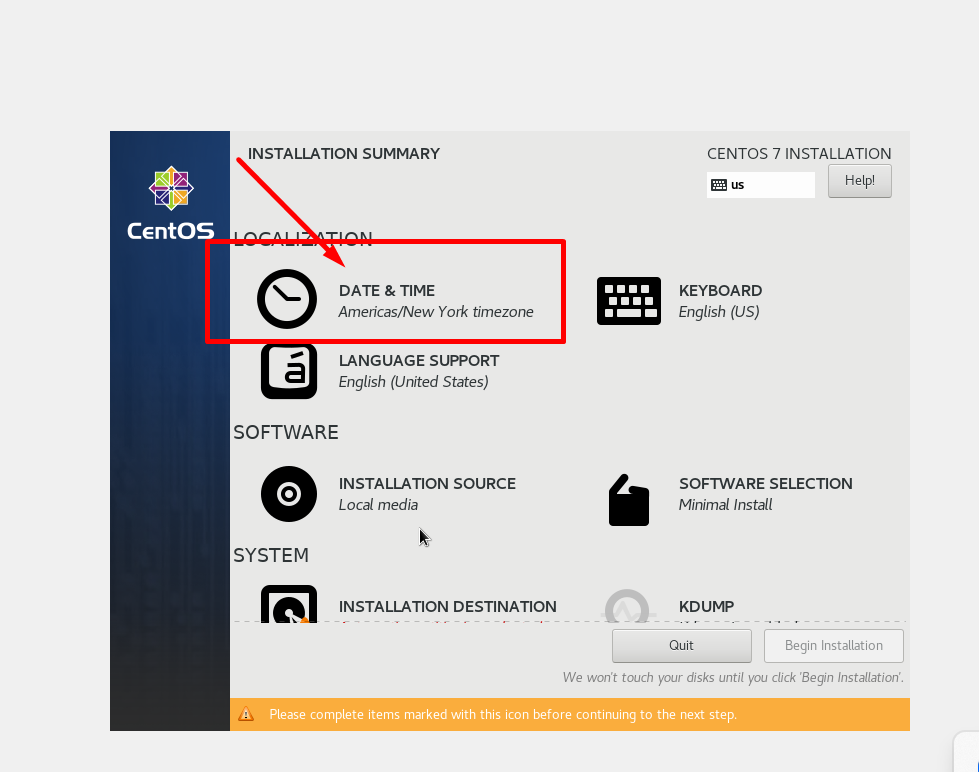 INSTALLATION SUMMARY
CENTOS 7 INSTALLATION
us
Help!
CentOS
LOCALIZATION
DATE & TIME
Americas/New York timezone
KEYBOARD
English (US)
LANGUAGE SUPPORT
English (United States)
SOFTWARE
INSTALLATION SOURCE
Local media
SOFTWARE SELECTION
Minimal Install
SYSTEM
INSTALLATION DESTINATION
KDUMP
Quit
Begin Installation
We won't touch your disks until you click 'Begin Installation'.
Please complete items marked with this icon before continuing to the next step.